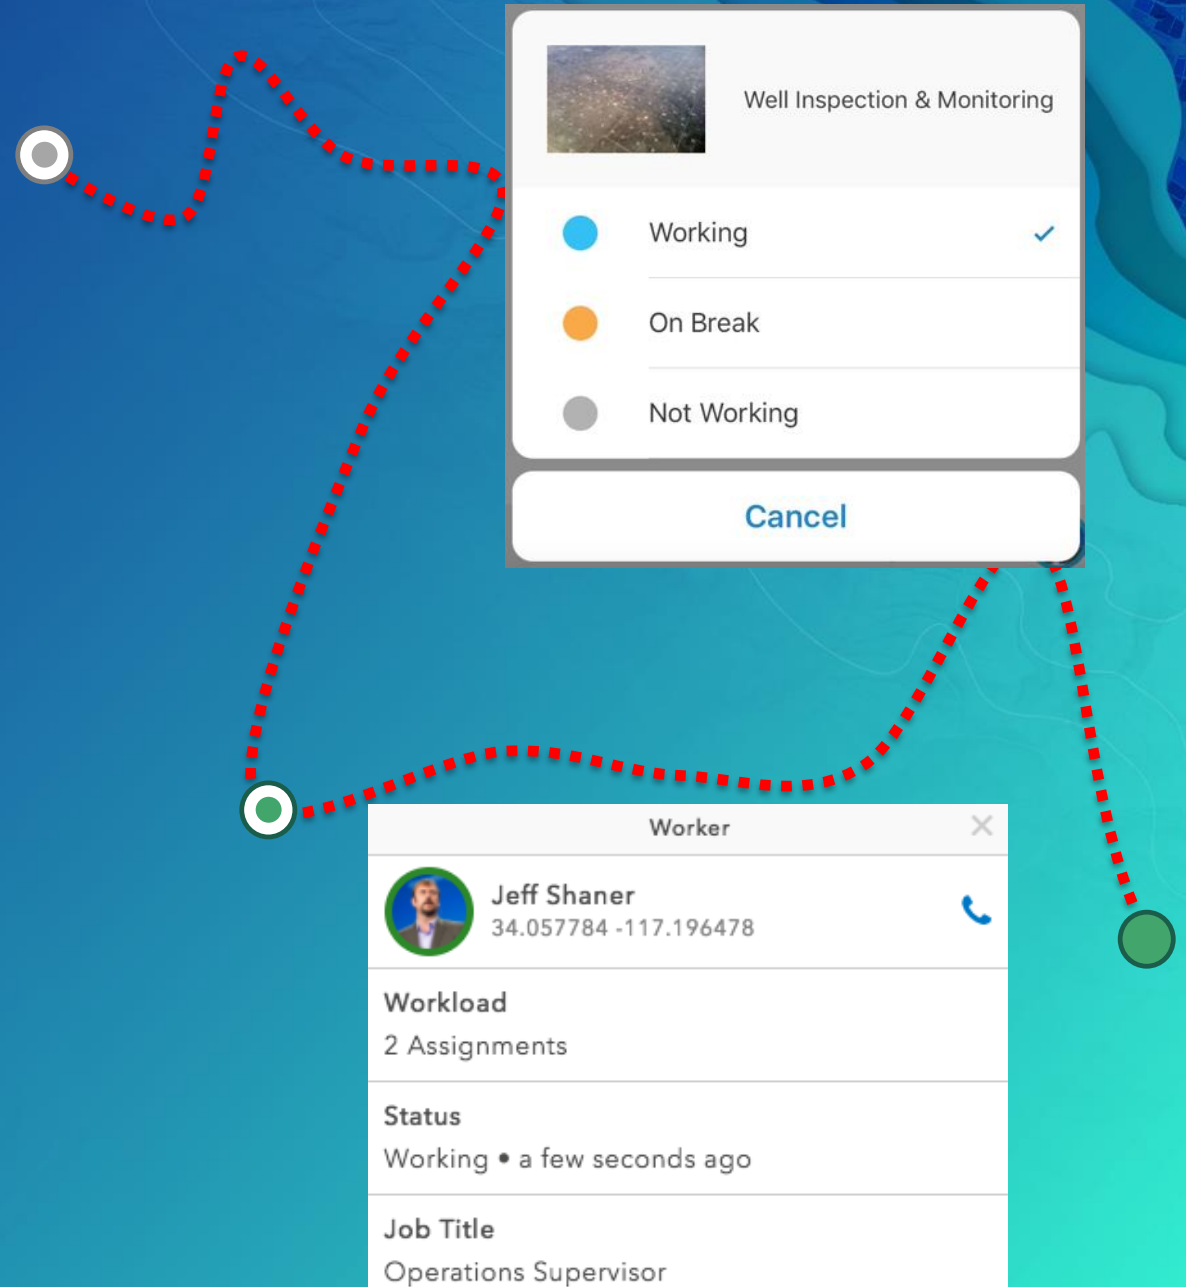 Well Inspection & Monitoring
Working
On Break
Not Working
Cancel
Worker
Jeff Shaner
34.057784 -117.196478
Workload
2 Assignments
Status
Working • a few seconds ago
Job Title
Operations Supervisor